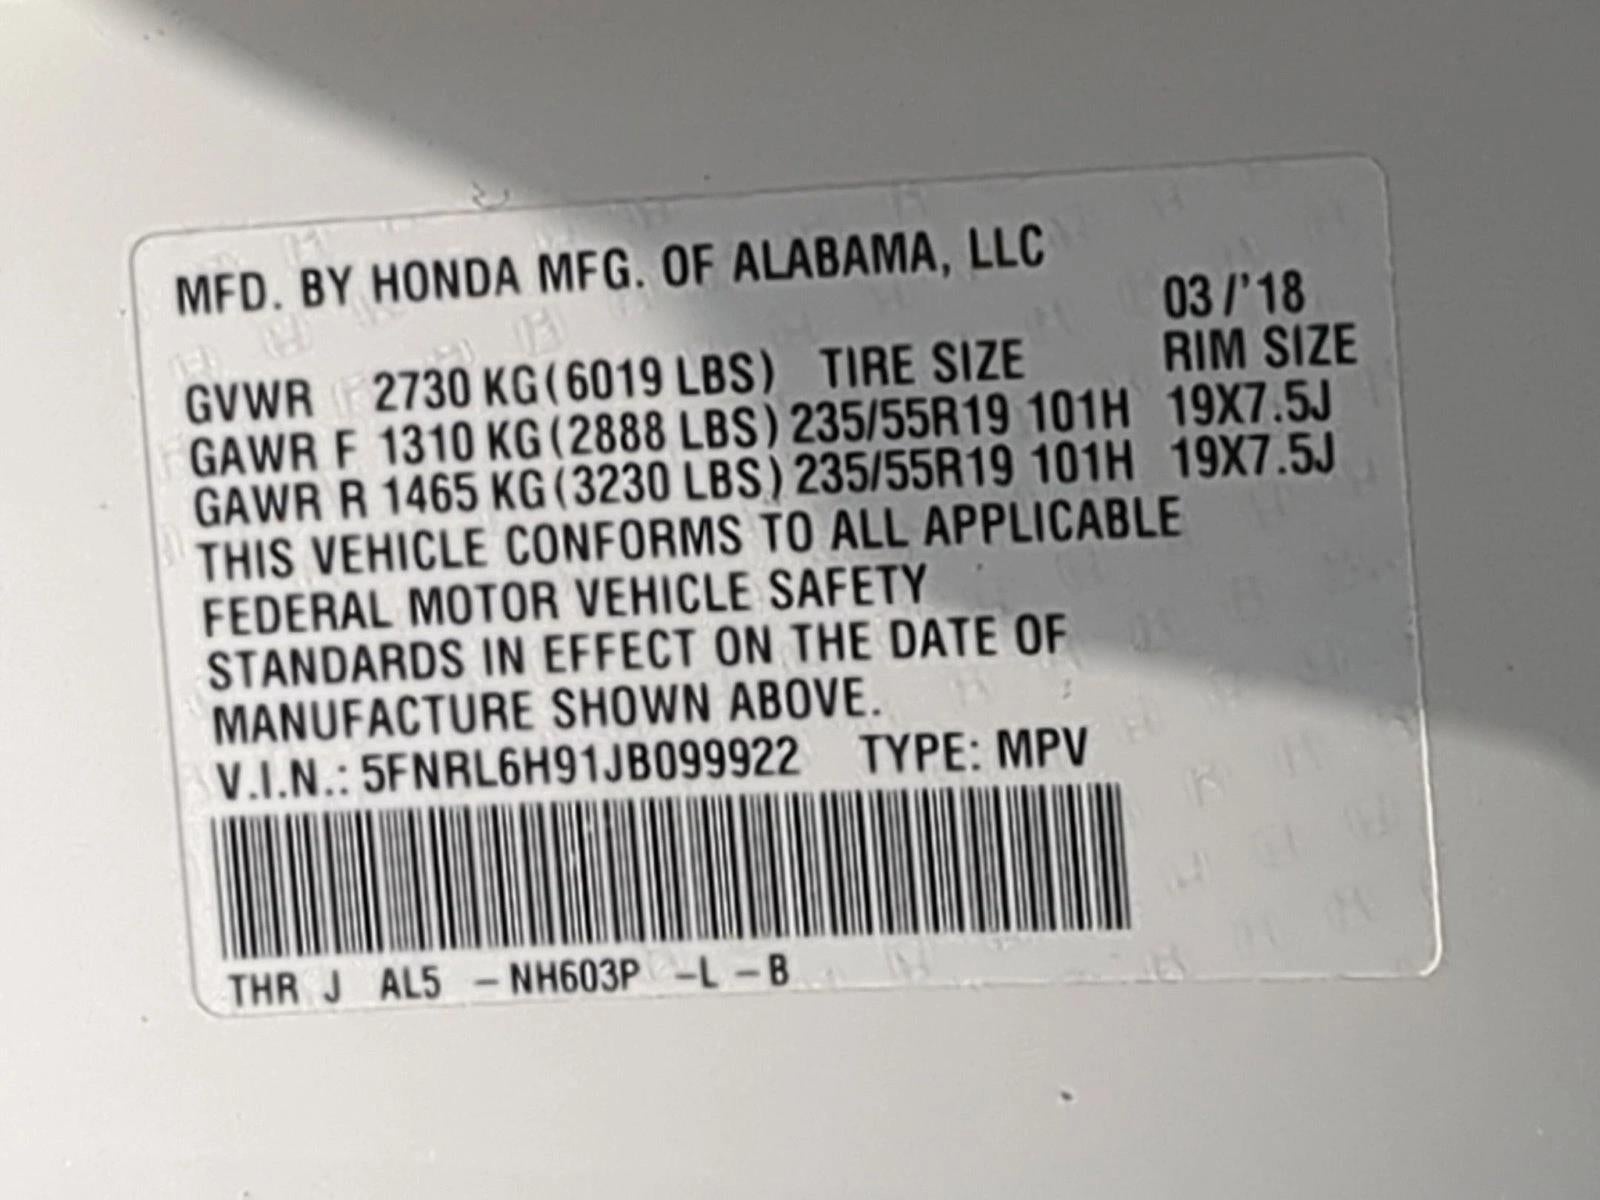 MFD. BY HONDA MFG. OF ALABAMA, LLC
03 /'18
GVWR F 2730 KG (6019 LBS) TIRE SIZE RIM SIZE
GAWR F 1310 KG (2888 LBS) 235/55R19 101H 19X7.5J
GAWR R 1465 KG (3230 LBS) 235/55R19 101H 19X7.5J
THIS VEHICLE CONFORMS TO ALL APPLICABLE
FEDERAL MOTOR VEHICLE SAFETY
STANDARDS IN EFFECT ON THE DATE OF
MANUFACTURE SHOWN ABOVE.
V.I.N.: 5FNRL6H91JB099922 TYPE: MPV
THR J AL5 - NH603P - L - B